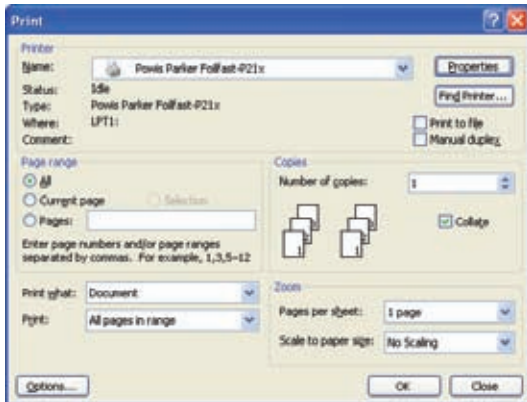 Print
Printer
Name: Powis Parker Foilfast-P21x Properties
Status: Idle
Type: Powis Parker Foilfast-P21x Find Printer...
Where: LPT1: Print to file
Comment: Manual duplex
Page range
All
Current page Selection
Pages:
Enter page numbers and/or page ranges
separated by commas. For example, 1,3,5-12
Copies
Number of copies: 1
Collate
Print what: Document
Print: All pages in range
Zoom
Pages per sheet: 1 page
Scale to paper size: No Scaling
Options... OK Close